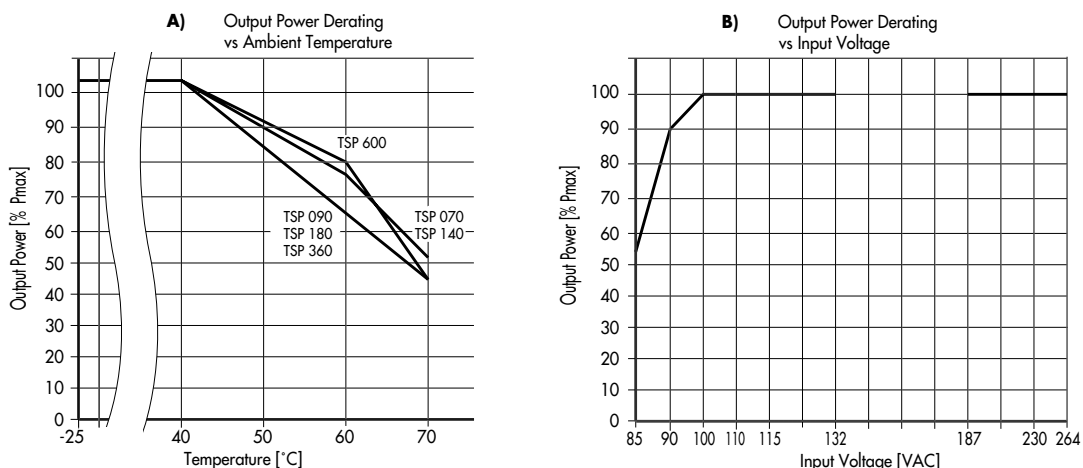 A) Output Power Derating
vs Ambient Temperature
Output Power [% Pmax]
100
90
80
70
60
50
40
30
20
10
0
-25 40 50 60 70
Temperature [˚C]
TSP 600
TSP 090
TSP 180
TSP 360
TSP 070
TSP 140
B) Output Power Derating
vs Input Voltage
Output Power [% Pmax]
100
90
80
70
60
50
40
30
20
10
0
85 90 100 110 115 132 187 230 264
Input Voltage [VAC]